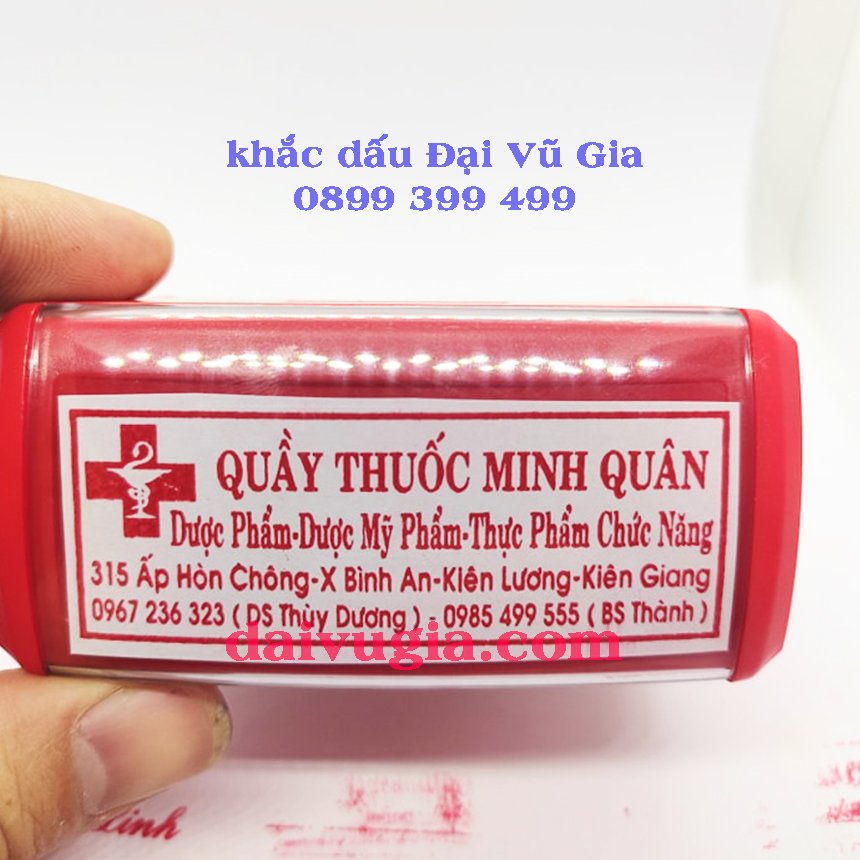 khắc dấu Đại Vũ Gia
0899 399 499
QUẦY THUỐC MINH QUÂN
Dược Phẩm-Dược Mỹ Phẩm-Thực Phẩm Chức Năng
315 Ấp Hòn Chông-X Bình An-KIên Lương-Kiên Giang
0967 236 323 ( DS Thùy Dương ) . 0985 499 555 ( BS Thành )
daivugia.com
Linh